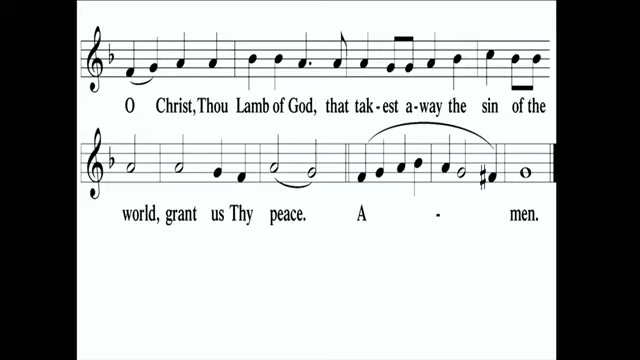 O Christ, Thou Lamb of God, that tak - est a - way the sin of the
world, grant us Thy peace. A - men.